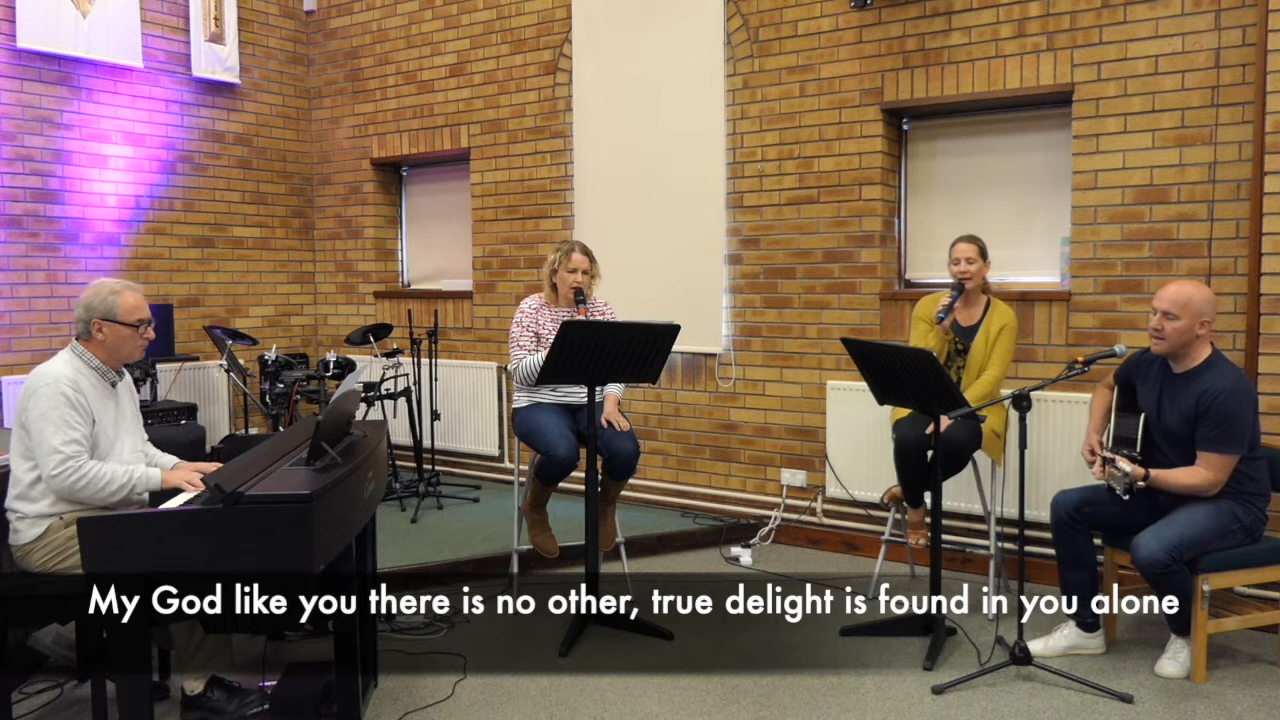 My God like you there is no other, true delight is found in you alone